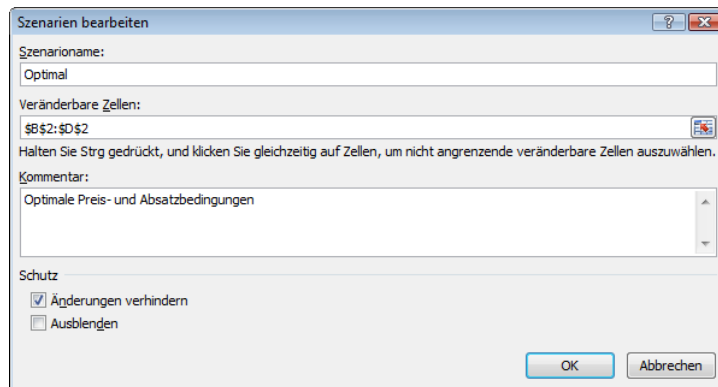 Szenarien bearbeiten
Szenarioname:
Optimal
Veränderbare Zellen:
$B$2:$D$2
Halten Sie Strg gedrückt, und klicken Sie gleichzeitig auf Zellen, um nicht angrenzende veränderbare Zellen auszuwählen.
Kommentar:
Optimale Preis- und Absatzbedingungen
Schutz
Änderungen verhindern
Ausblenden
OK Abbrechen